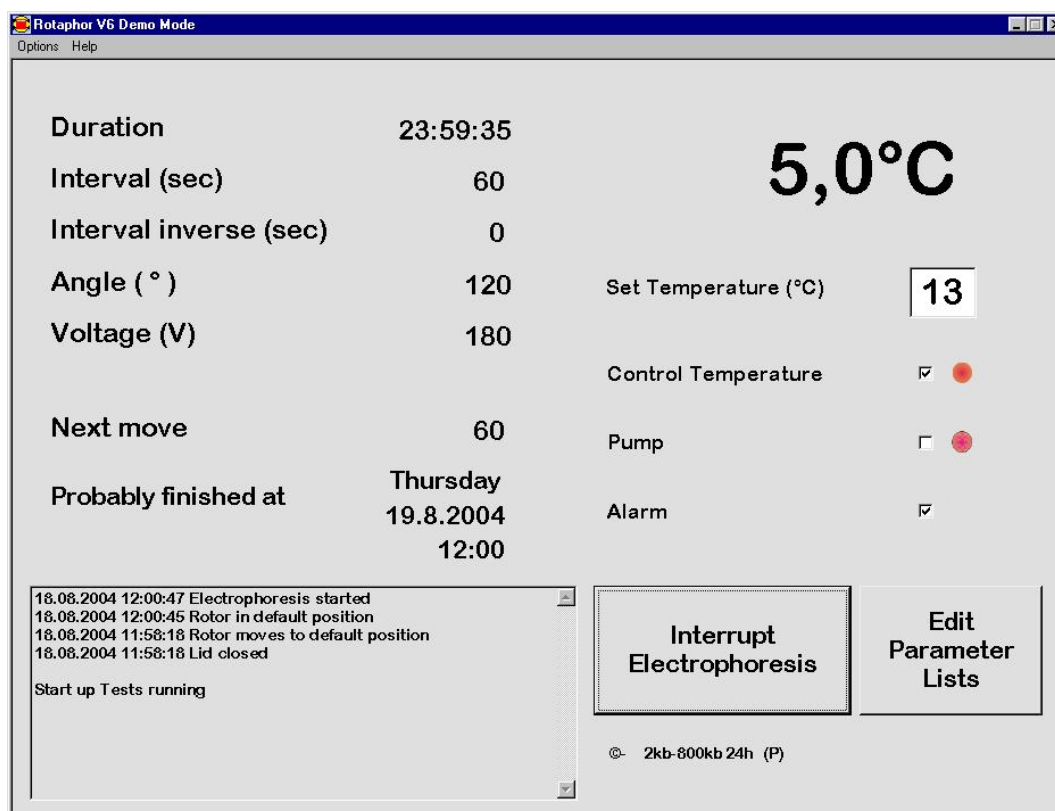 Rotaphor V6 Demo Mode
Options Help
Duration 23:59:35
Interval (sec) 60
Interval inverse (sec) 0
Angle ( ° ) 120
Voltage (V) 180
Next move 60
Probably finished at
Thursday
19.8.2004
12:00
5,0°C
Set Temperature (°C) 13
Control Temperature
Pump
Alarm
18.08.2004 12:00:47 Electrophoresis started
18.08.2004 12:00:45 Rotor in default position
18.08.2004 11:58:18 Rotor moves to default position
18.08.2004 11:58:18 Lid closed
Start up Tests running
Interrupt
Electrophoresis
Edit
Parameter
Lists
©- 2kb-800kb 24h (P)